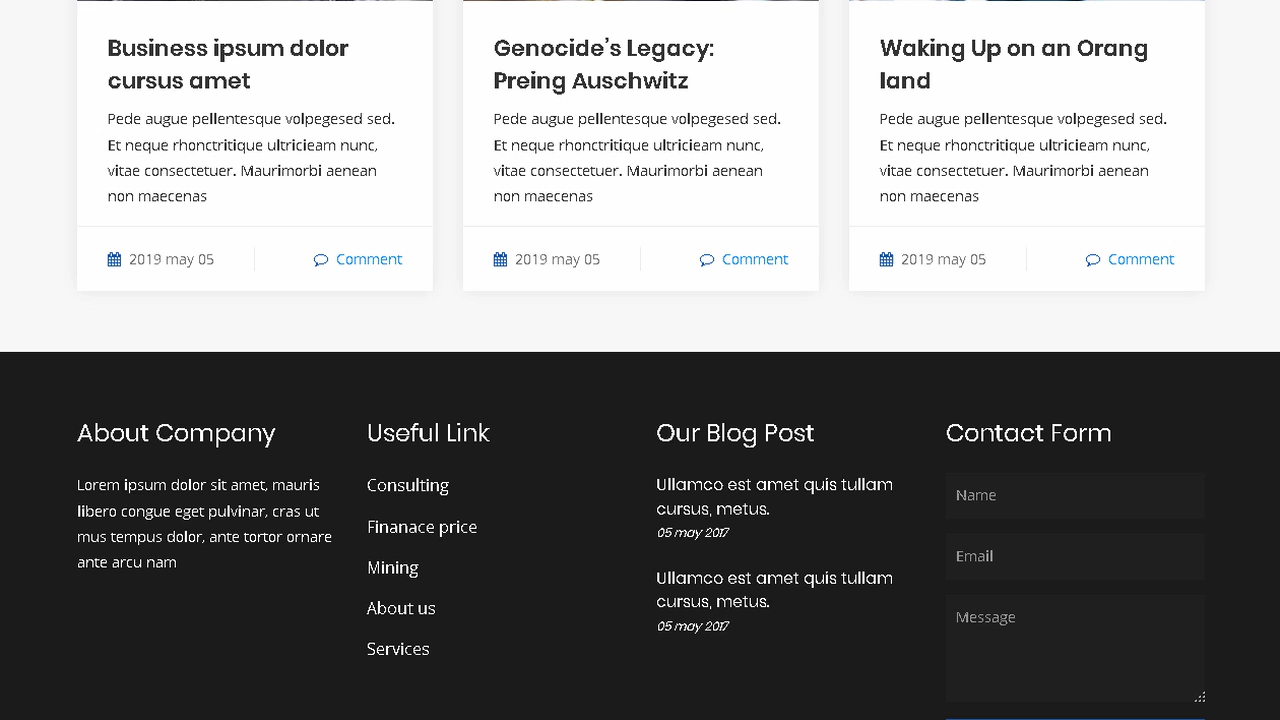 Business ipsum dolor
cursus amet
Pede augue pellentesque volpegesed sed.
Et neque rhonctritique ultricieam nunc,
vitae consectetuer. Maurimorbi aenean
non maecenas
2019 may 05
Comment
Genocide’s Legacy:
Preing Auschwitz
Pede augue pellentesque volpegesed sed.
Et neque rhonctritique ultricieam nunc,
vitae consectetuer. Maurimorbi aenean
non maecenas
2019 may 05
Comment
Waking Up on an Orang
land
Pede augue pellentesque volpegesed sed.
Et neque rhonctritique ultricieam nunc,
vitae consectetuer. Maurimorbi aenean
non maecenas
2019 may 05
Comment
About Company
Lorem ipsum dolor sit amet, mauris
libero congue eget pulvinar, cras ut
mus tempus dolor, ante tortor ornare
ante arcu nam
Useful Link
Consulting
Finanace price
Mining
About us
Services
Our Blog Post
Ullamco est amet quis tullam
cursus, metus.
05 may 2017
Ullamco est amet quis tullam
cursus, metus.
05 may 2017
Contact Form
Name
Email
Message